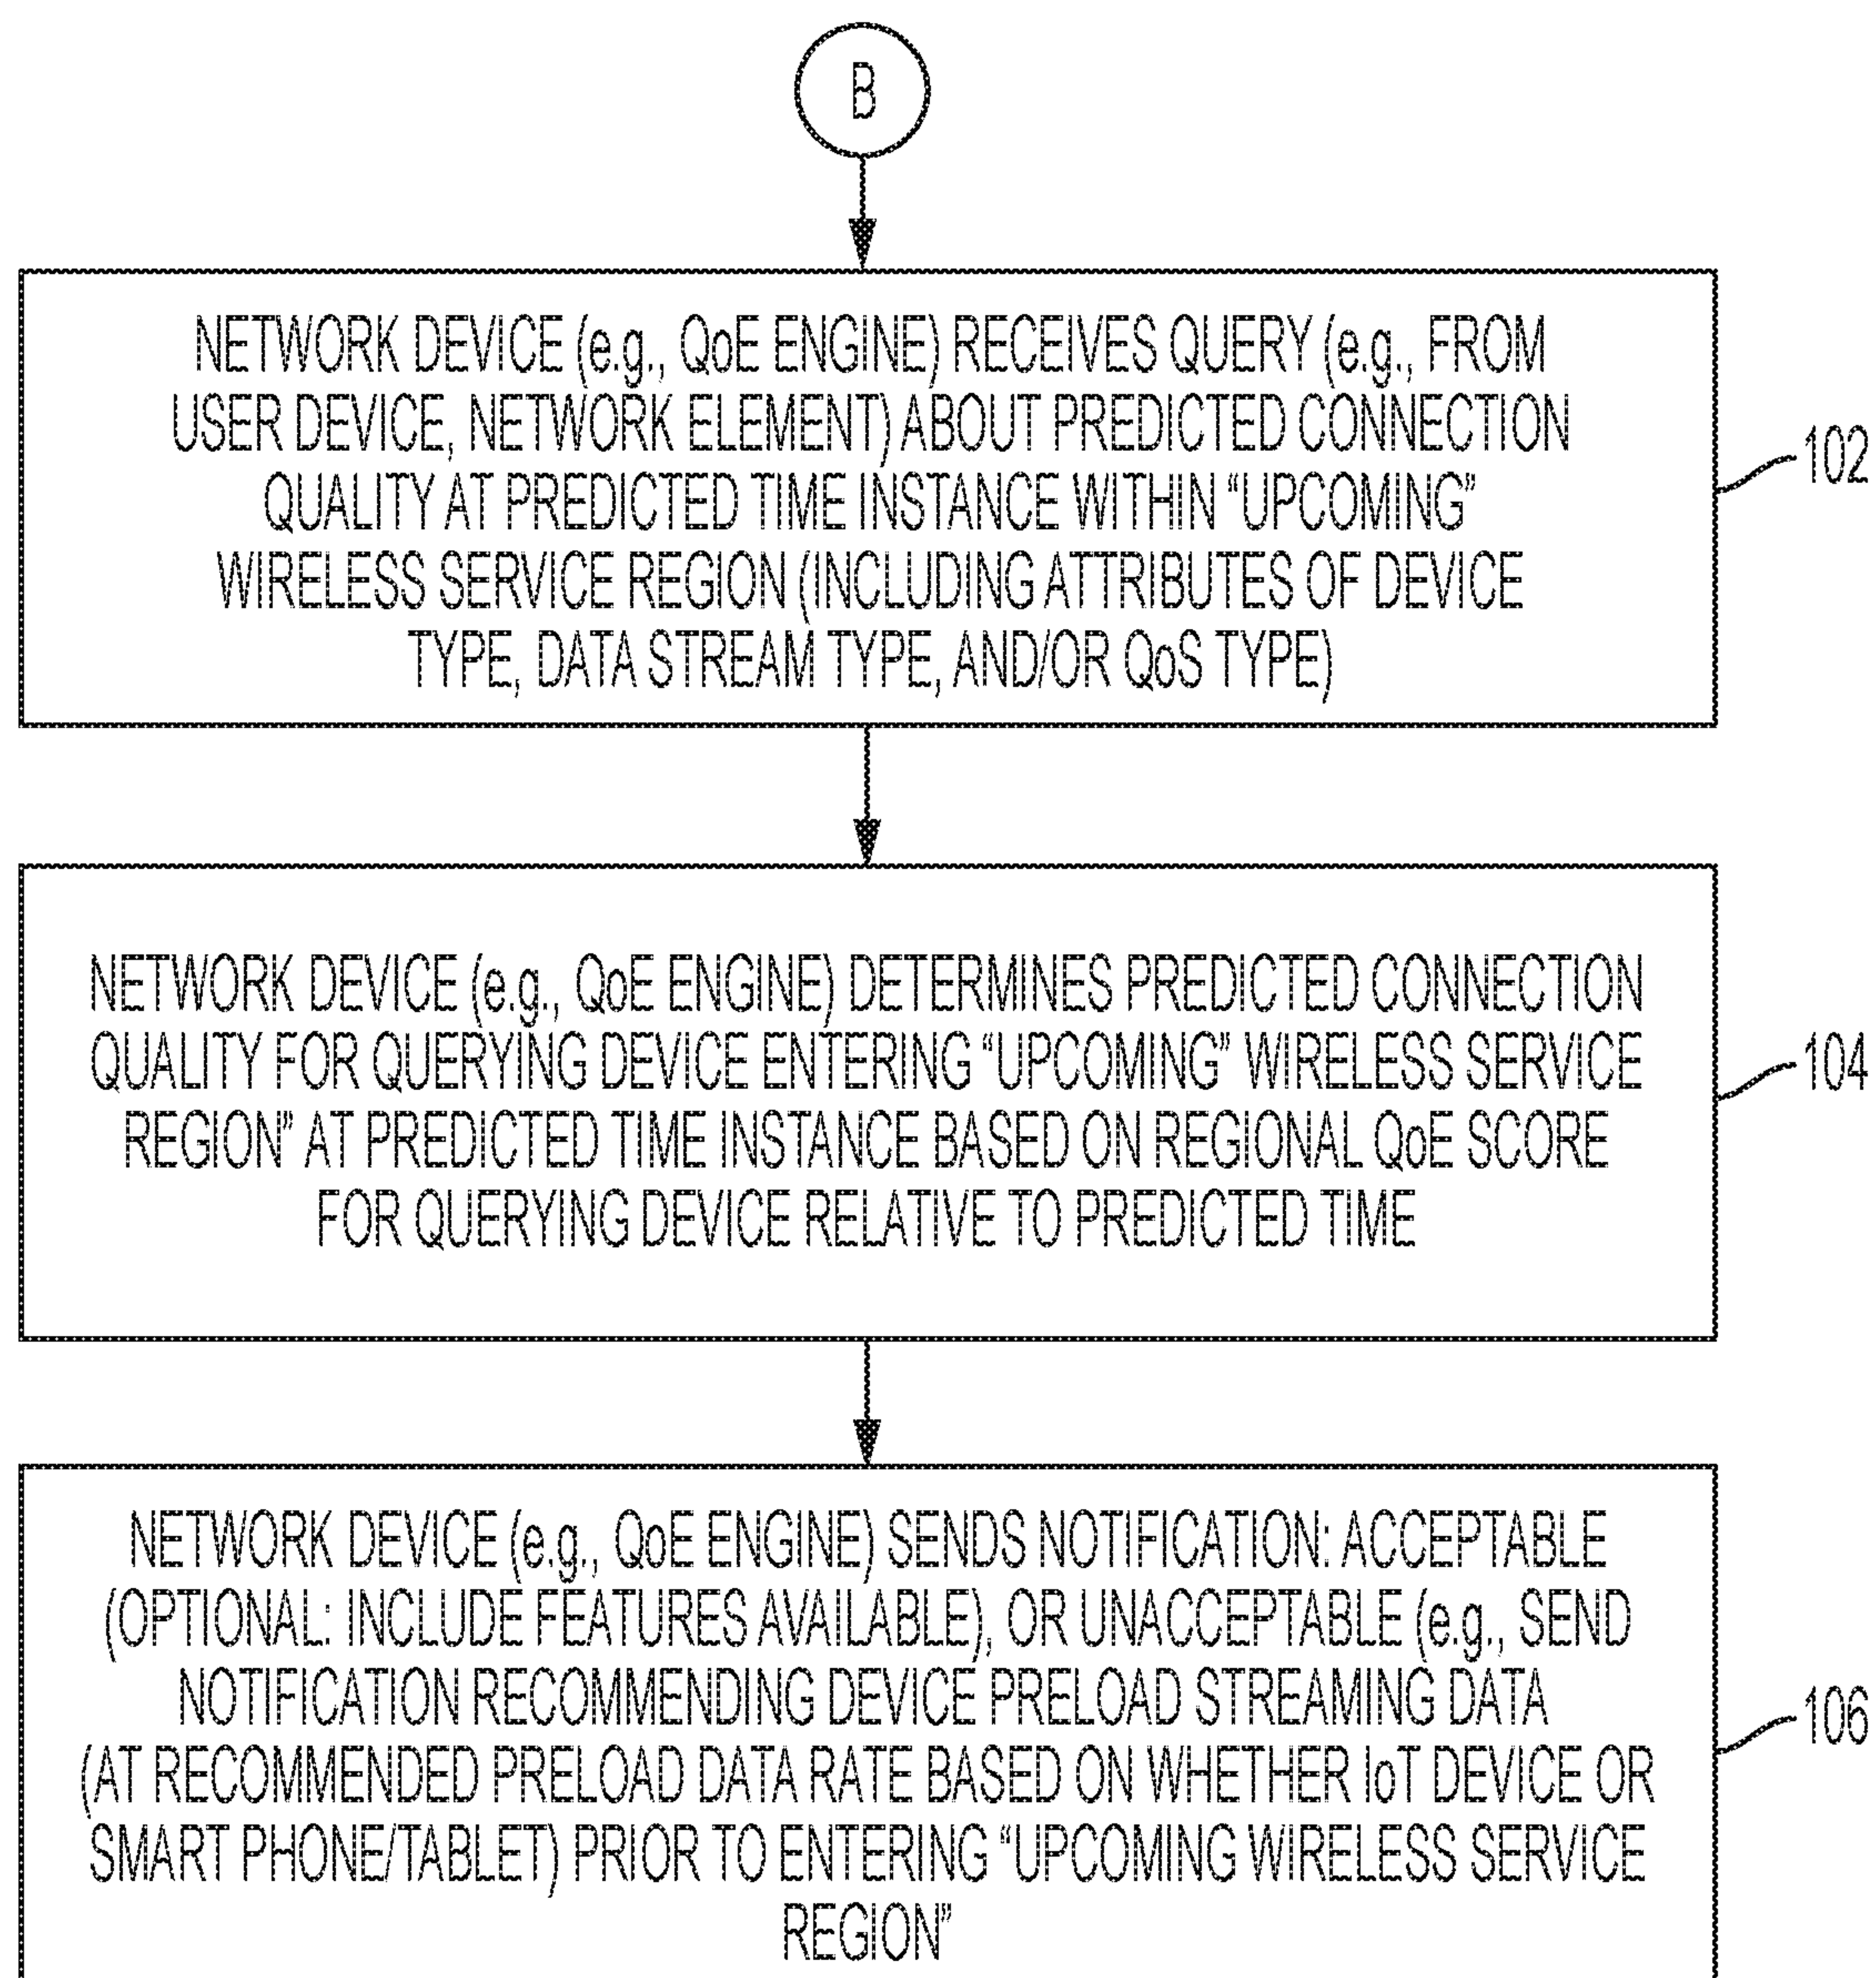 B
NETWORK DEVICE (e.g., QoE ENGINE) RECEIVES QUERY (e.g., FROM
USER DEVICE, NETWORK ELEMENT) ABOUT PREDICTED CONNECTION
QUALITY AT PREDICTED TIME INSTANCE WITHIN “UPCOMING”
WIRELESS SERVICE REGION (INCLUDING ATTRIBUTES OF DEVICE
TYPE, DATA STREAM TYPE, AND/OR QoS TYPE)
102
NETWORK DEVICE (e.g., QoE ENGINE) DETERMINES PREDICTED CONNECTION
QUALITY FOR QUERYING DEVICE ENTERING “UPCOMING” WIRELESS SERVICE
REGION” AT PREDICTED TIME INSTANCE BASED ON REGIONAL QoE SCORE
FOR QUERYING DEVICE RELATIVE TO PREDICTED TIME
104
NETWORK DEVICE (e.g., QoE ENGINE) SENDS NOTIFICATION: ACCEPTABLE
(OPTIONAL: INCLUDE FEATURES AVAILABLE), OR UNACCEPTABLE (e.g., SEND
NOTIFICATION RECOMMENDING DEVICE PRELOAD STREAMING DATA
(AT RECOMMENDED PRELOAD DATA RATE BASED ON WHETHER IoT DEVICE OR
SMART PHONE/TABLET) PRIOR TO ENTERING “UPCOMING WIRELESS SERVICE
REGION”
106